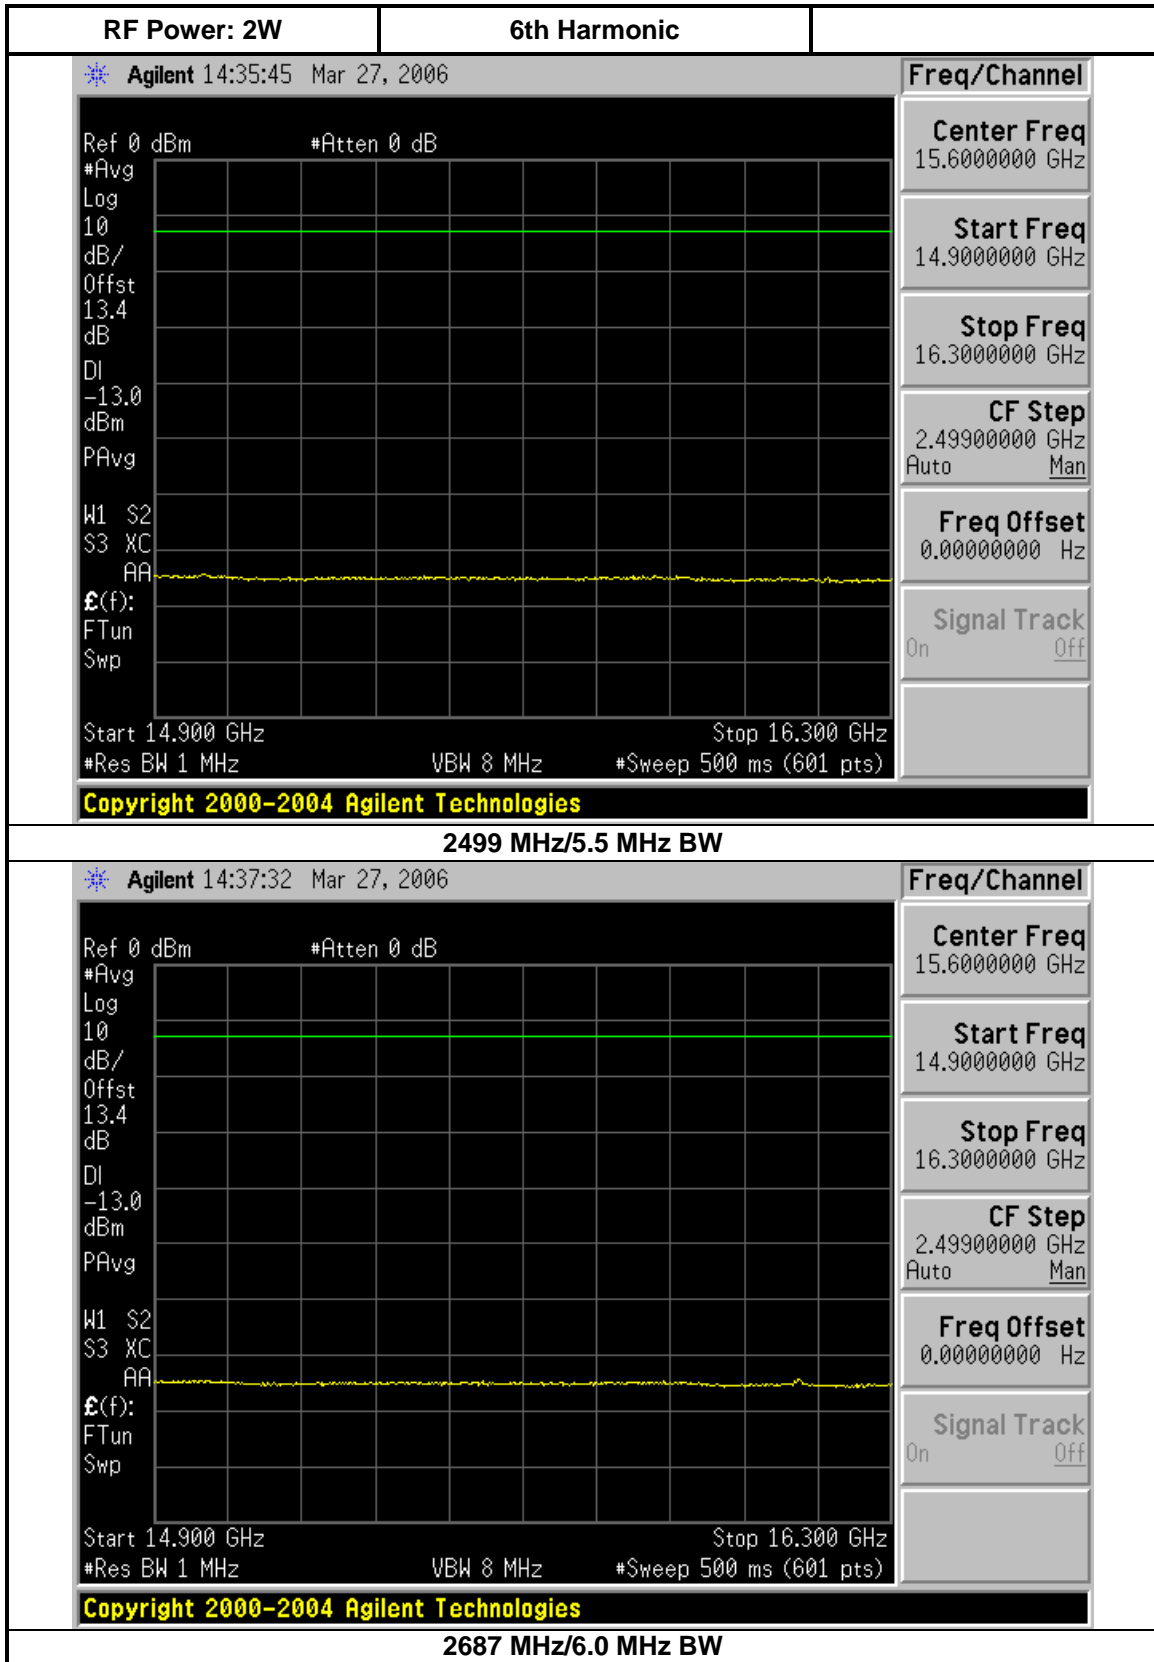 RF Power: 2W 6th Harmonic
Agilent 14:35:45 Mar 27, 2006 Freq/Channel
Ref 0 dBm #Atten 0 dB
#Avg
Log
10
dB/
Offst
13.4
dB
DI
-13.0
dBm
PAvg
W1 S2
S3 XC
AA
£(f):
FTun
Swp
Start 14.900 GHz Stop 16.300 GHz
#Res BW 1 MHz VBW 8 MHz #Sweep 500 ms (601 pts)
Copyright 2000-2004 Agilent Technologies
Center Freq
15.6000000 GHz
Start Freq
14.9000000 GHz
Stop Freq
16.3000000 GHz
CF Step
2.49900000 GHz
Auto Man
Freq Offset
0.00000000 Hz
Signal Track
On Off
2499 MHz/5.5 MHz BW
Agilent 14:37:32 Mar 27, 2006 Freq/Channel
Ref 0 dBm #Atten 0 dB
#Avg
Log
10
dB/
Offst
13.4
dB
DI
-13.0
dBm
PAvg
W1 S2
S3 XC
AA
£(f):
FTun
Swp
Start 14.900 GHz Stop 16.300 GHz
#Res BW 1 MHz VBW 8 MHz #Sweep 500 ms (601 pts)
Copyright 2000-2004 Agilent Technologies
Center Freq
15.6000000 GHz
Start Freq
14.9000000 GHz
Stop Freq
16.3000000 GHz
CF Step
2.49900000 GHz
Auto Man
Freq Offset
0.00000000 Hz
Signal Track
On Off
2687 MHz/6.0 MHz BW